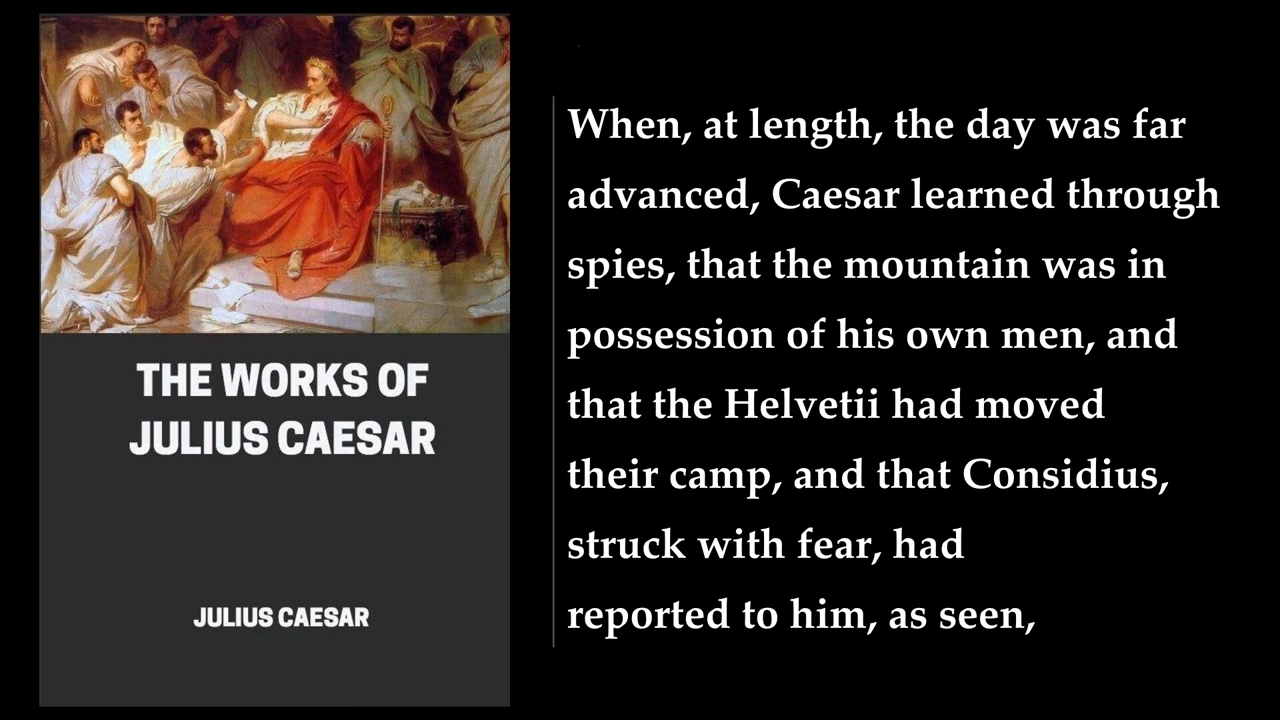 THE WORKS OF
JULIUS CAESAR
JULIUS CAESAR
When, at length, the day was far
advanced, Caesar learned through
spies, that the mountain was in
possession of his own men, and
that the Helvetii had moved
their camp, and that Considius,
struck with fear, had
reported to him, as seen,